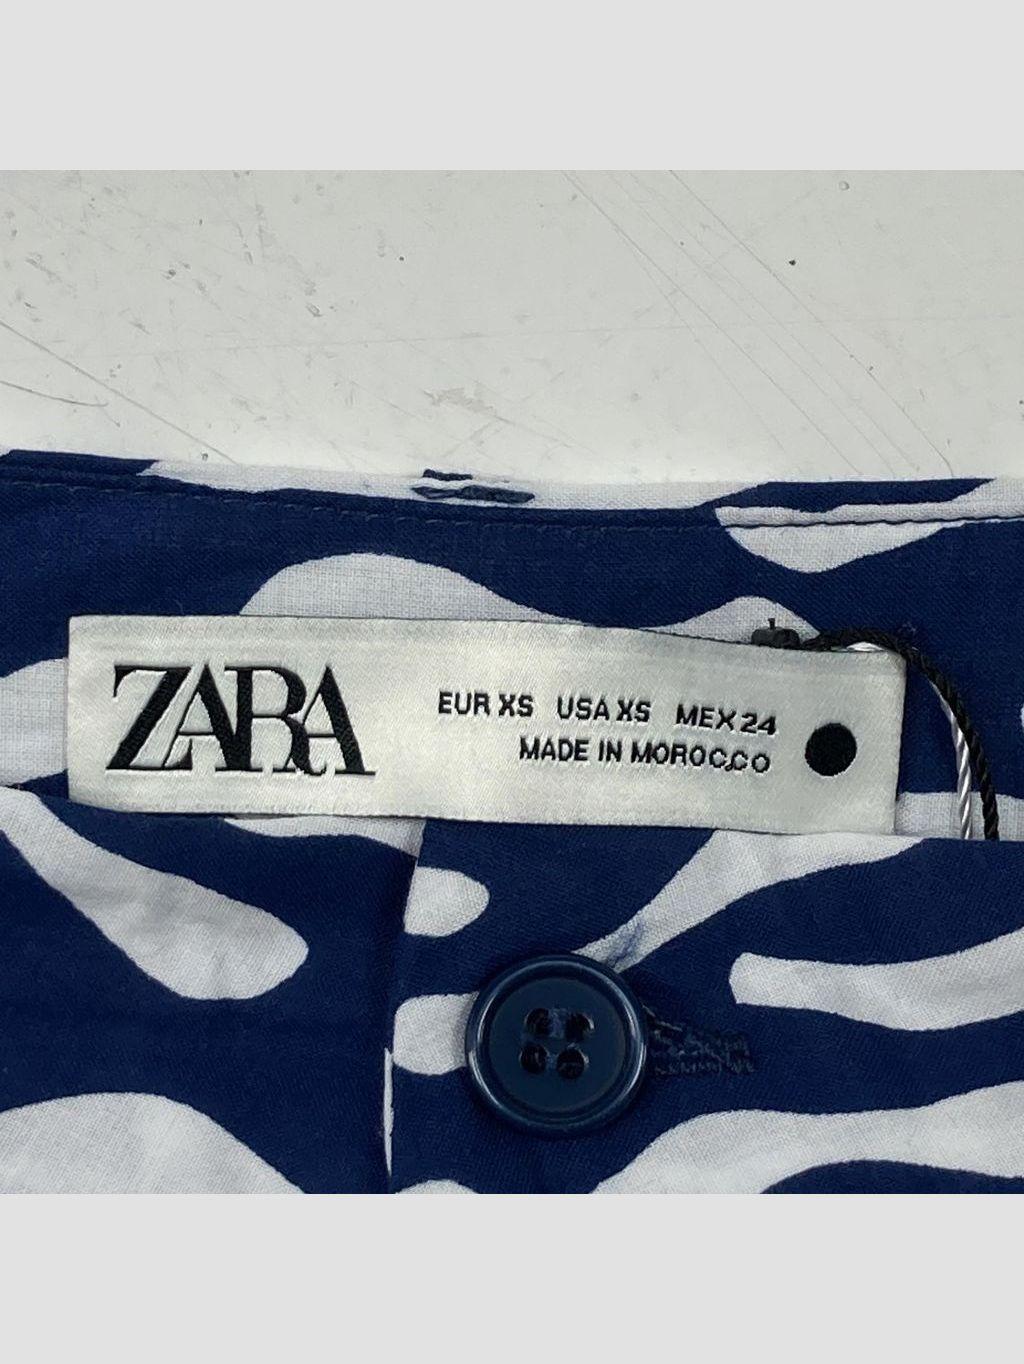 ZARA
EUR XS USA XS MEX 24
MADE IN MOROCCO